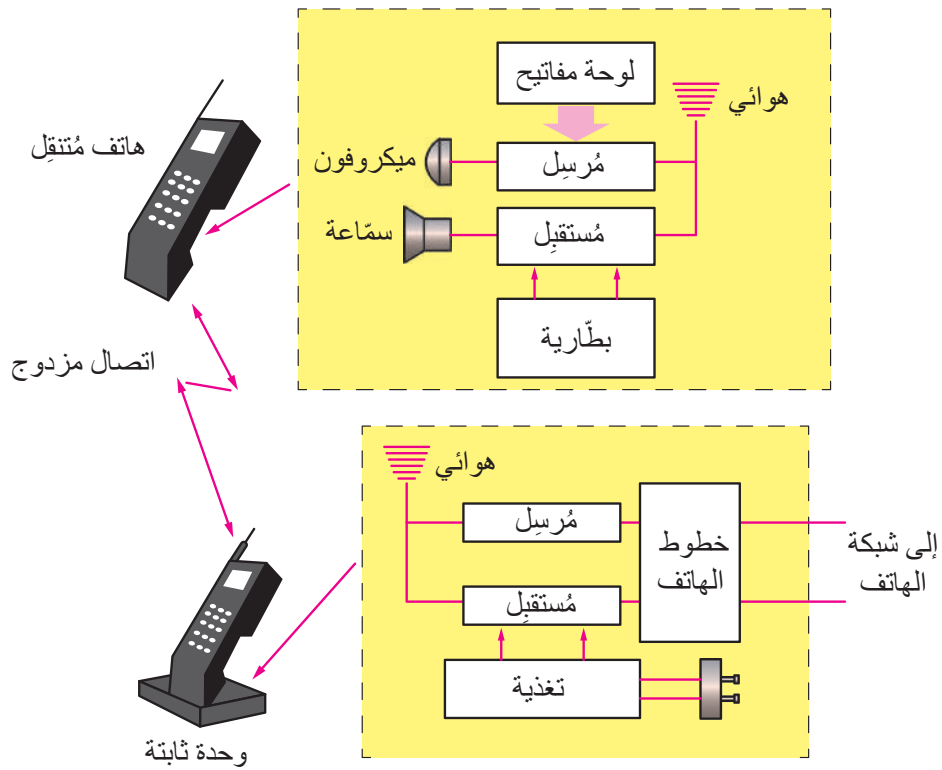 لوحة مفاتيح
هوائي
هاتف مُتنقِل
ميكروفون
مُرسِل
سمّاعة
مُستقبِل
بطّارية
اتصال مزدوج
هوائي
مُرسِل
خطوط
الهاتف
إلى شبكة
الهاتف
مُستقبِل
تغذية
وحدة ثابتة